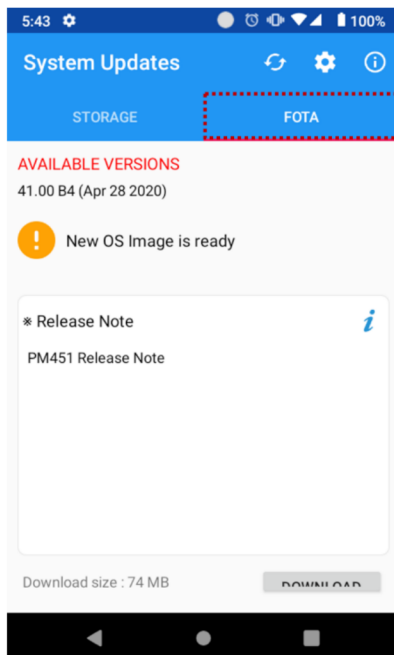 5:43 100%
System Updates
STORAGE FOTA
AVAILABLE VERSIONS
41.00 B4 (Apr 28 2020)
New OS Image is ready
※ Release Note
PM451 Release Note
Download size : 74 MB DOWNLOAD